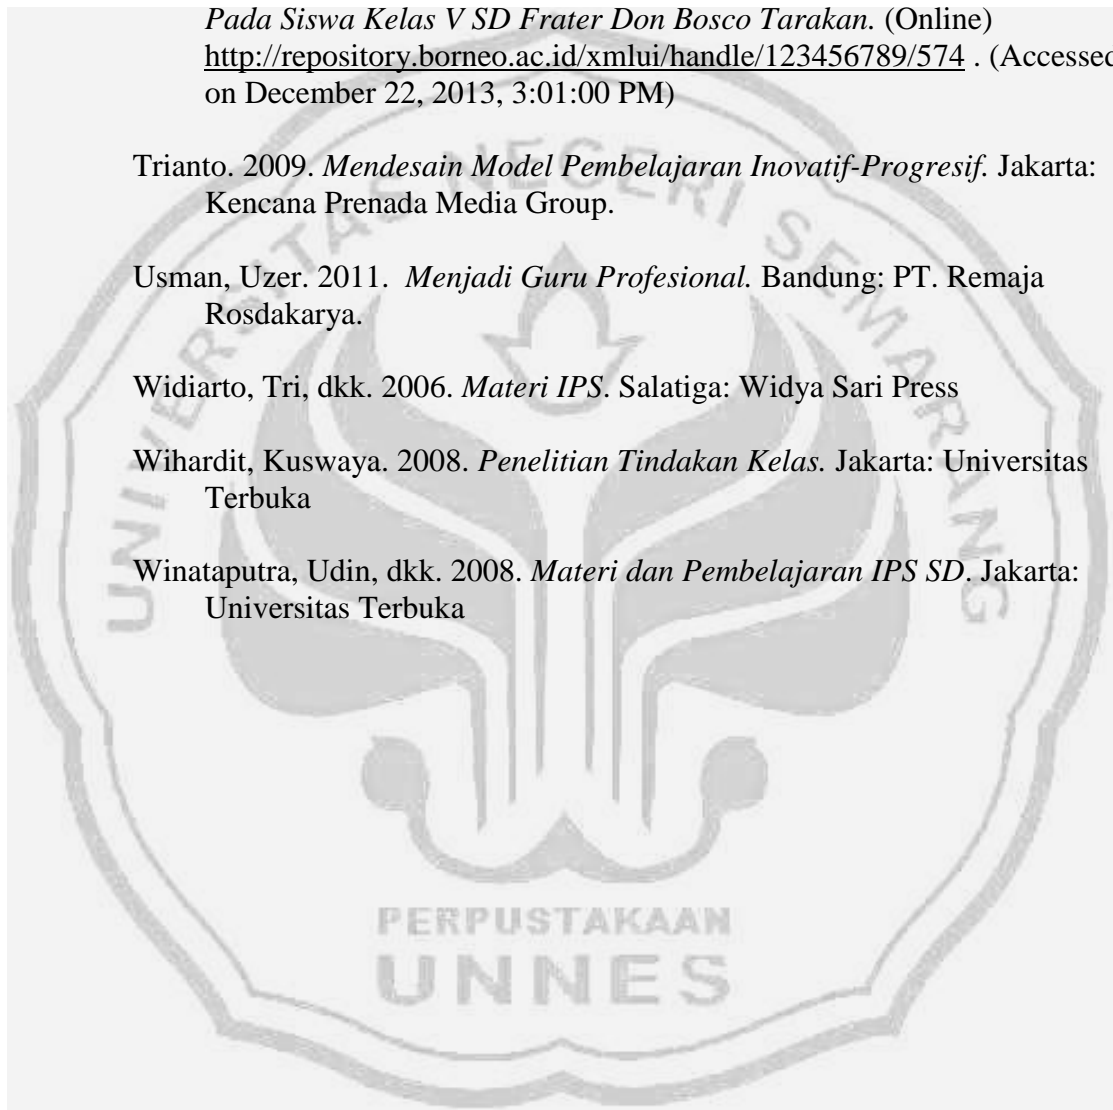 Pada Siswa Kelas V SD Frater Don Bosco Tarakan. (Online)
http://repository.borneo.ac.id/xmlui/handle/123456789/574 . (Accessed
on December 22, 2013, 3:01:00 PM)
Trianto. 2009. Mendesain Model Pembelajaran Inovatif-Progresif. Jakarta:
Kencana Prenada Media Group.
Usman, Uzer. 2011. Menjadi Guru Profesional. Bandung: PT. Remaja
Rosdakarya.
Widiarto, Tri, dkk. 2006. Materi IPS. Salatiga: Widya Sari Press
Wihardit, Kuswaya. 2008. Penelitian Tindakan Kelas. Jakarta: Universitas
Terbuka
Winataputra, Udin, dkk. 2008. Materi dan Pembelajaran IPS SD. Jakarta:
Universitas Terbuka
UNIVERSITAS NEGERI SEMARANG
PERPUSTAKAAN
UNNES